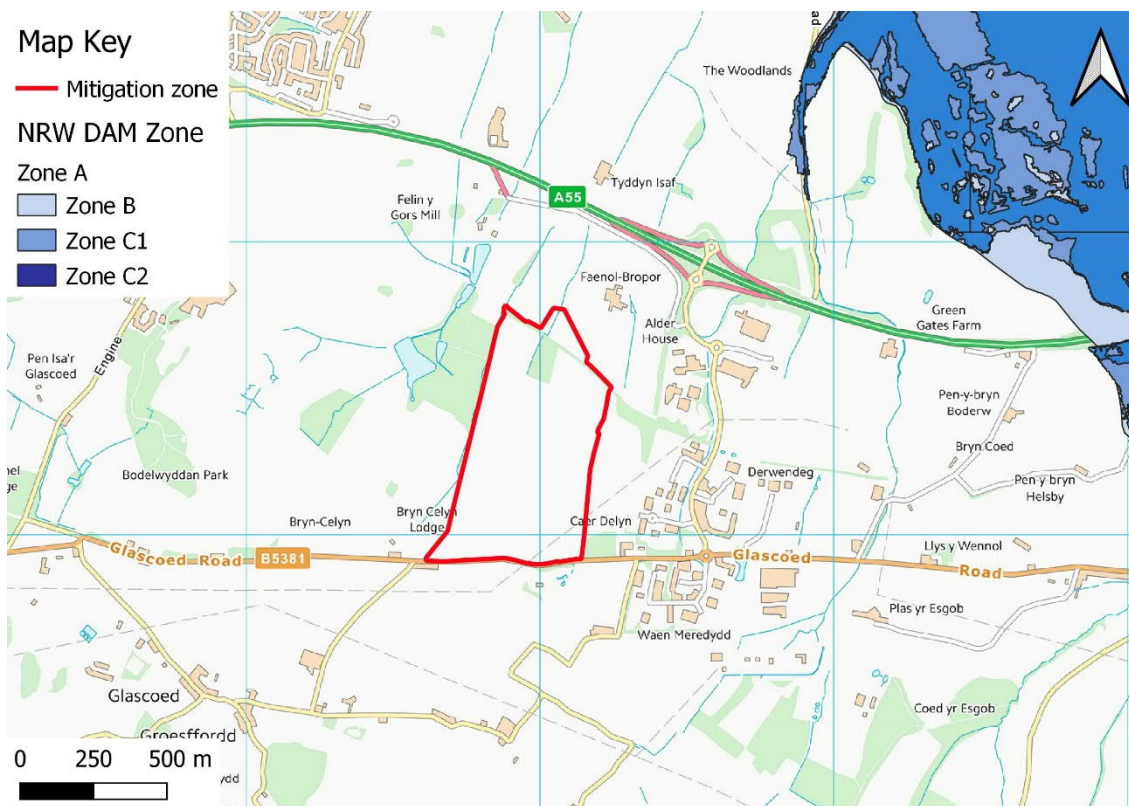 Map Key
Mitigation zone
NRW DAM Zone
Zone A
Zone B
Zone C1
Zone C2
The Woodlands
Tyddyn Isaf
A55
Felin y
Gors Mill
Faenol-Bropor
Alder
House
Green
Gates Farm
Pen Isa'r
Glascoed
Engine
Pen-y-bryn
Boderw
Bryn Coed
Pen-y-bryn
Helsby
Bodelwyddan Park
Derwendeg
Bryn-Celyn
Bryn Celyn
Lodge
Caer Delyn
Glascoed Road
B5381
Glascoed
Road
Llys y Wennol
Plas yr Esgob
Waen Meredydd
Glascoed
Groesffordd
Coed yr Esgob
0 250 500 m